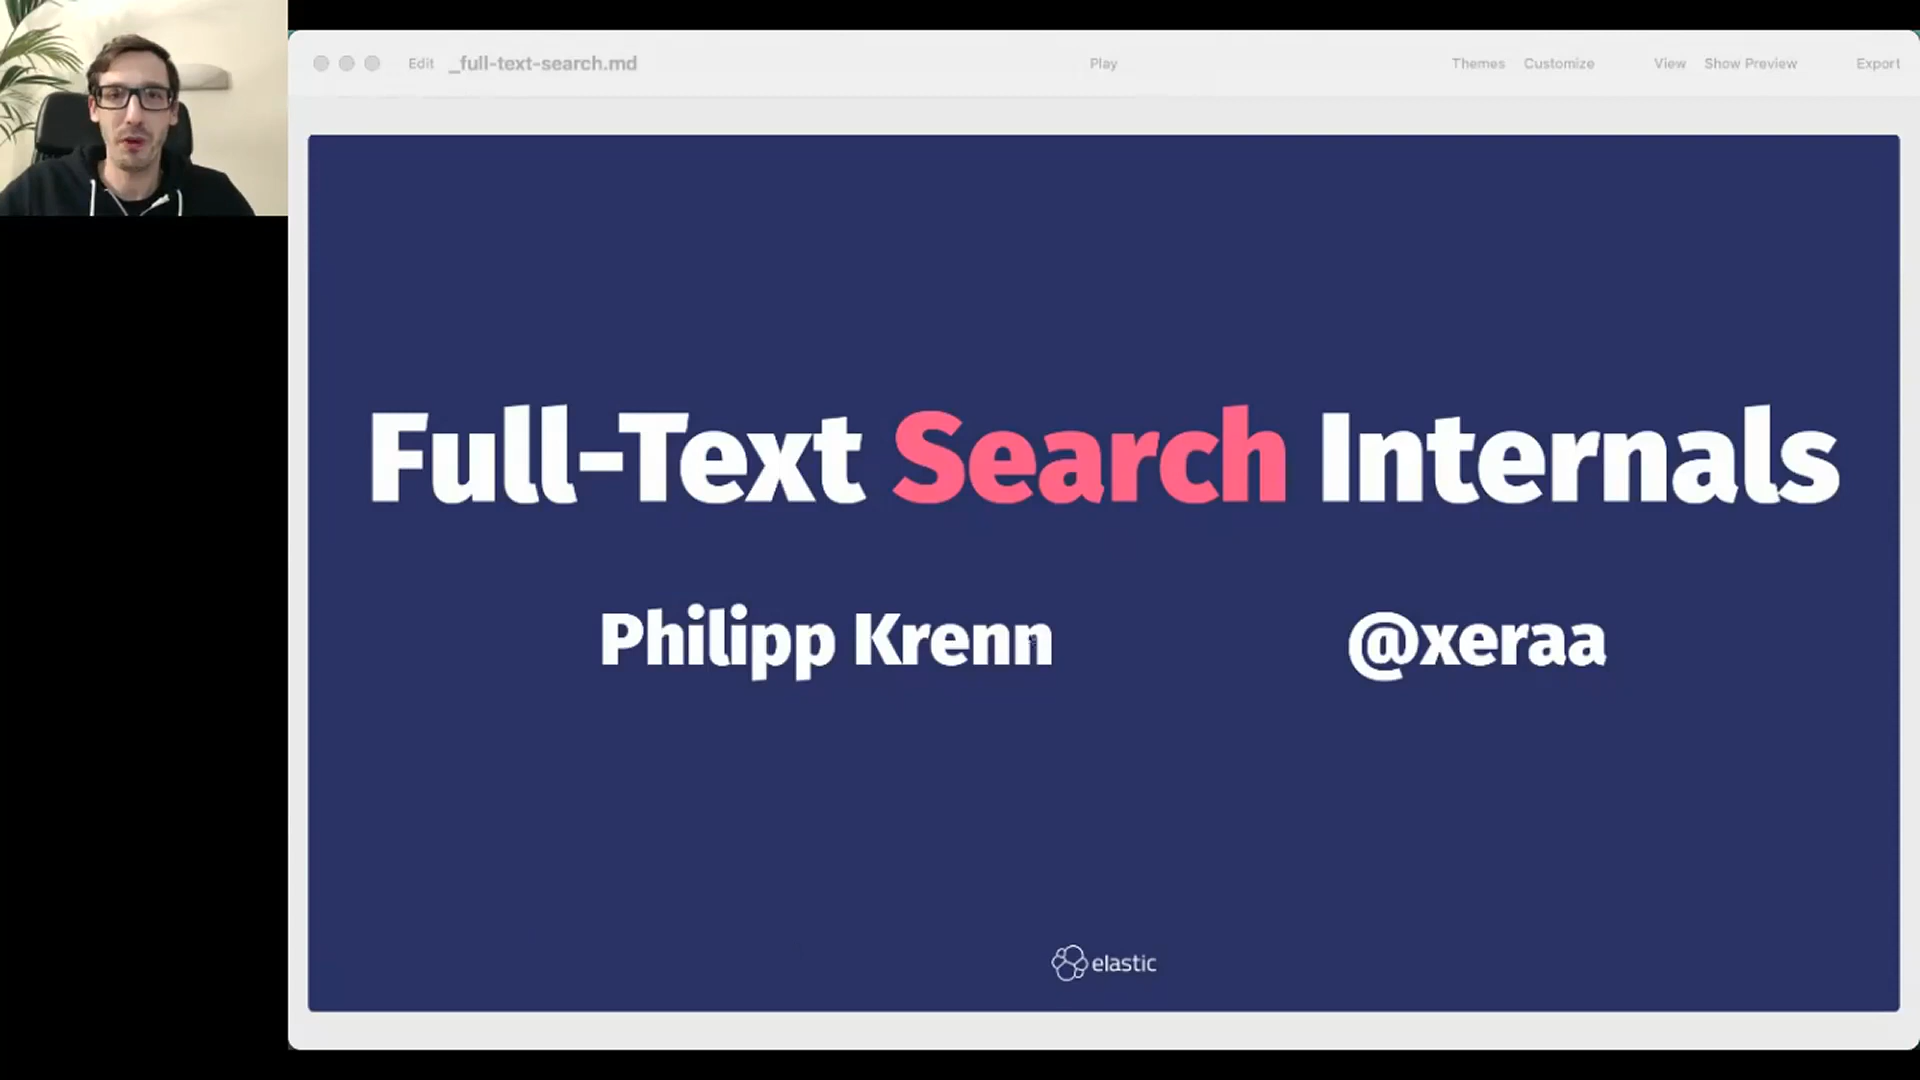 Edit _full-text-search.md Play Themes Customize View Show Preview Export
Full-Text Search Internals
Philipp Krenn @xeraa
elastic